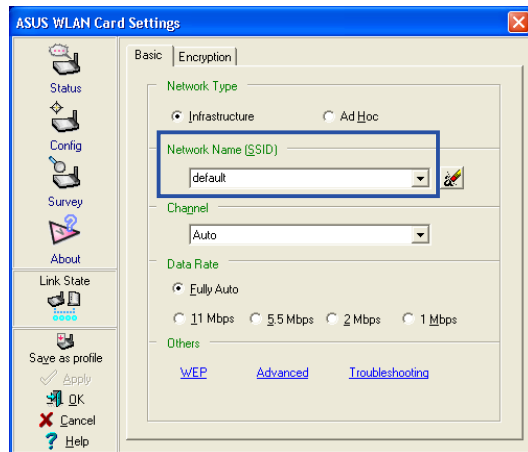 ASUS WLAN Card Settings
Status
Config
Survey
About
Link State
Save as profile
Apply
OK
Cancel
Help
Basic
Encryption
Network Type
Infrastructure
Ad Hoc
Network Name (SSID)
default
Channel
Auto
Data Rate
Fully Auto
11 Mbps 5.5 Mbps 2 Mbps 1 Mbps
Others
WEP Advanced Troubleshooting